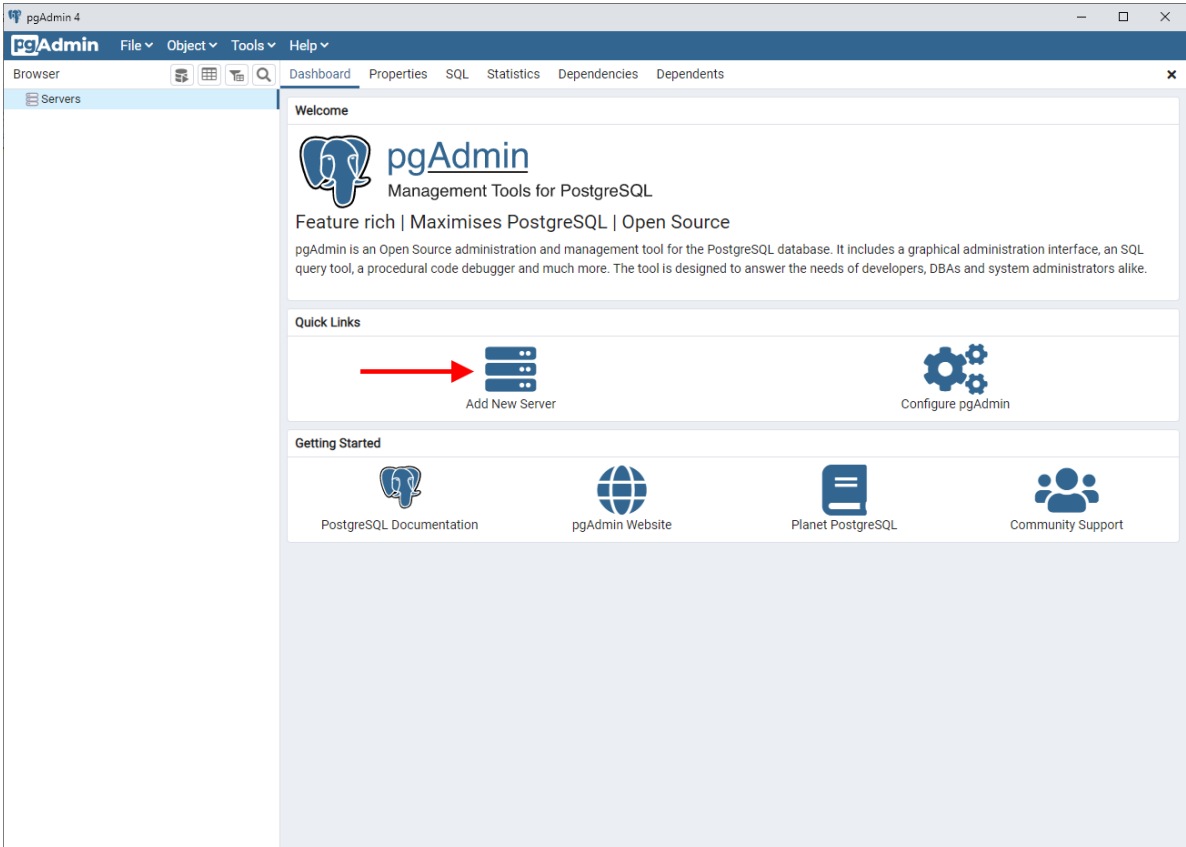 pgAdmin 4
pgAdmin File Object Tools Help
Browser
Dashboard Properties SQL Statistics Dependencies Dependents
Servers
Welcome
pgAdmin
Management Tools for PostgreSQL
Feature rich | Maximises PostgreSQL | Open Source
pgAdmin is an Open Source administration and management tool for the PostgreSQL database. It includes a graphical administration interface, an SQL
query tool, a procedural code debugger and much more. The tool is designed to answer the needs of developers, DBAs and system administrators alike.
Quick Links
Add New Server
Configure pgAdmin
Getting Started
PostgreSQL Documentation
pgAdmin Website
Planet PostgreSQL
Community Support